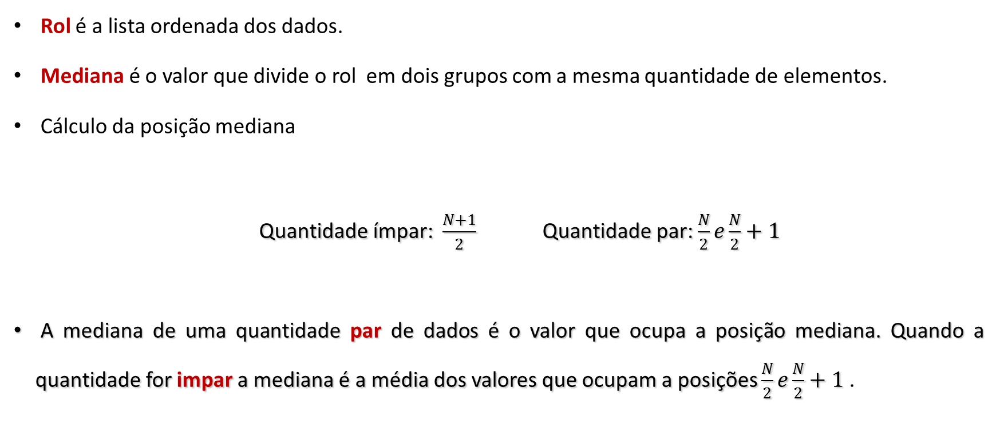 • Rol é a lista ordenada dos dados.
• Mediana é o valor que divide o rol em dois grupos com a mesma quantidade de elementos.
• Cálculo da posição mediana
Quantidade ímpar: \frac{N+1}{2} Quantidade par: \frac{N}{2} e \frac{N}{2} + 1
• A mediana de uma quantidade par de dados é o valor que ocupa a posição mediana. Quando a
quantidade for impar a mediana é a média dos valores que ocupam a posições \frac{N}{2} e \frac{N}{2} + 1 .